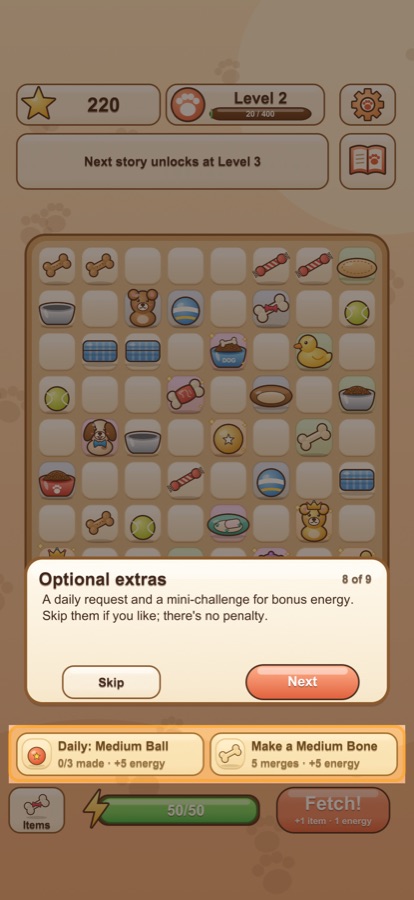 220
Level 2
20 / 400
Next story unlocks at Level 3
DOG
Optional extras
8 of 9
A daily request and a mini-challenge for bonus energy.
Skip them if you like; there's no penalty.
Skip
Next
Daily: Medium Ball
0/3 made · +5 energy
Make a Medium Bone
5 merges · +5 energy
Items
50/50
Fetch!
+1 item · 1 energy